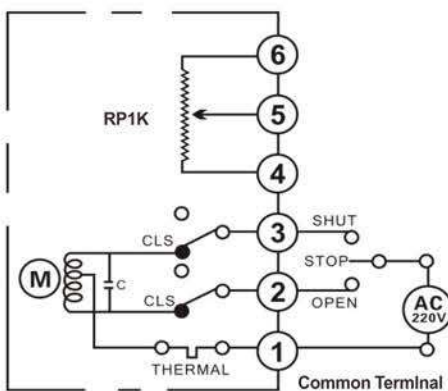 6
RP1K
5
4
3
SHUT
CLS
STOP
M
C
AC
220V
CLS
2
OPEN
1
THERMAL
Common Terminal